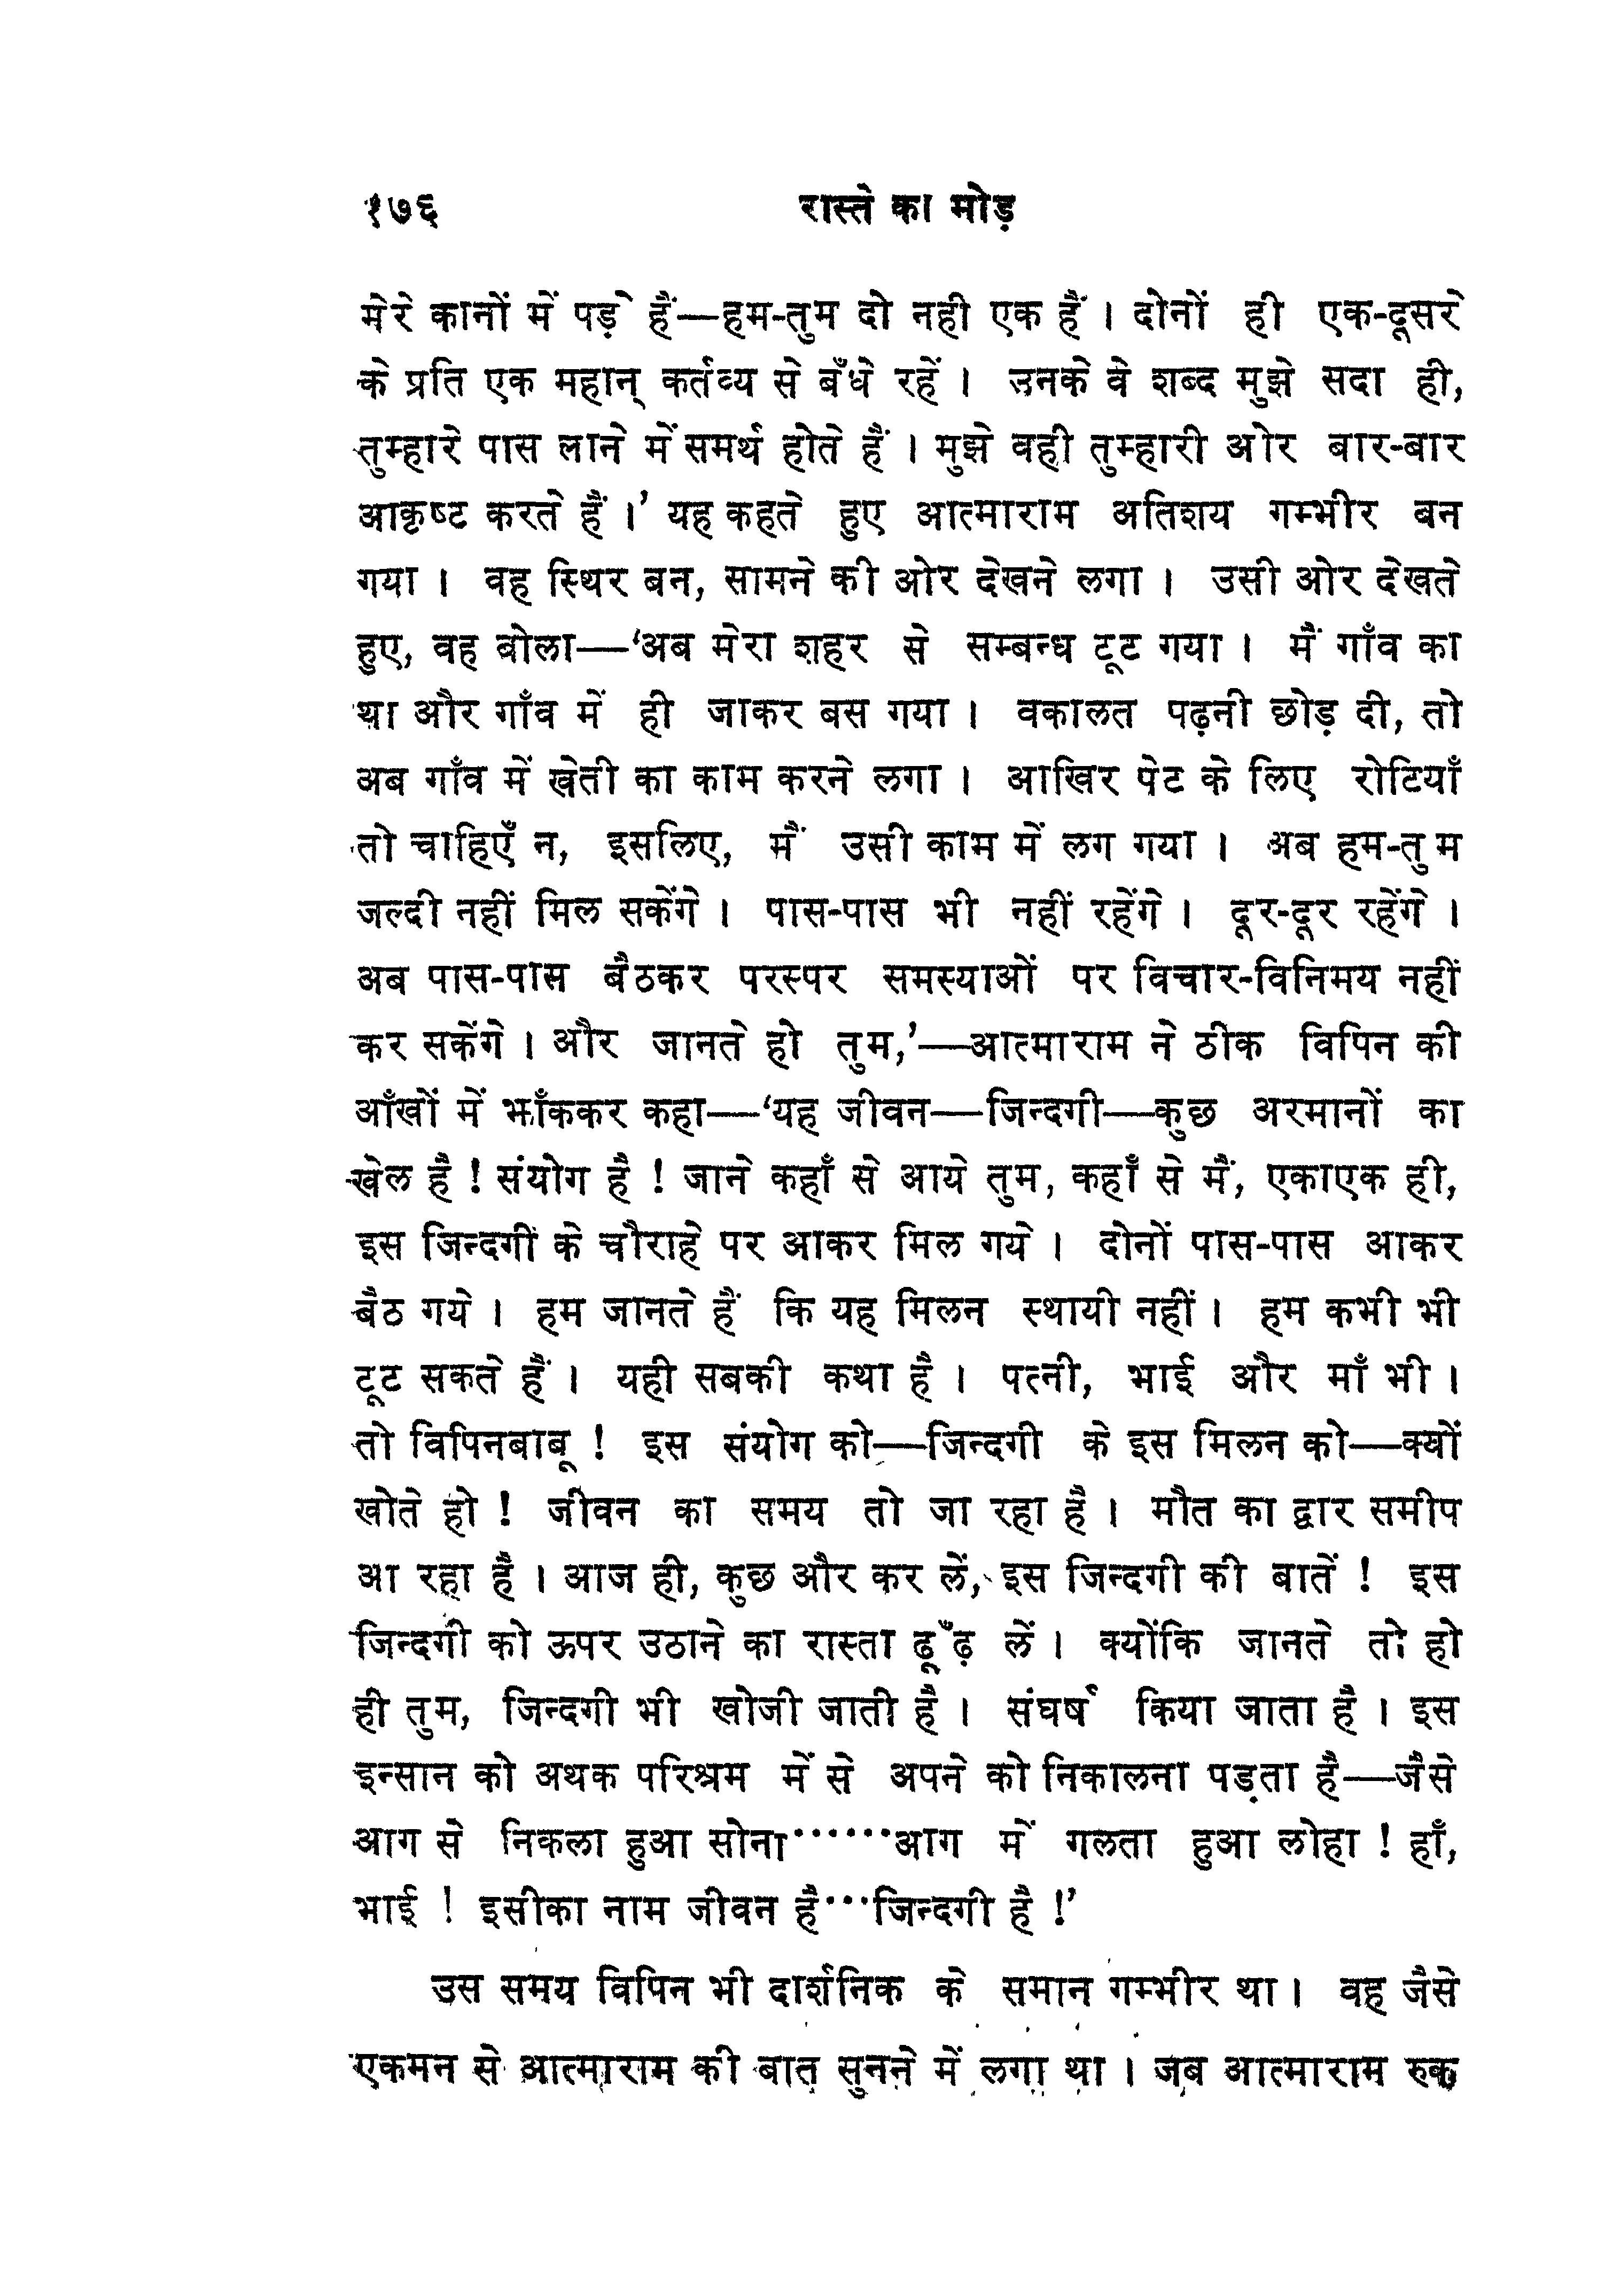 १७६ रास्ते का मोड़
मेरे कानों में पड़े हैं—हम-तुम दो नही एक हैं । दोनों ही एक-दूसरे
के प्रति एक महान् कर्तव्य से बँधे रहें । उनके वे शब्द मुझे सदा ही,
तुम्हारे पास लाने में समर्थ होते हैं । मुझे वही तुम्हारी ओर बार-बार
आकृष्ट करते हैं ।’ यह कहते हुए आत्माराम अतिशय गम्भीर बन
गया । वह स्थिर बन, सामने की ओर देखने लगा । उसी ओर देखते
हुए, वह बोला—‘अब मेरा शहर से सम्बन्ध टूट गया । मैं गाँव का
था और गाँव में ही जाकर बस गया । वकालत पढ़नी छोड़ दी, तो
अब गाँव में खेती का काम करने लगा । आखिर पेट के लिए रोटियाँ
तो चाहिएँ न, इसलिए, मैं उसी काम में लग गया । अब हम-तुम
जल्दी नहीं मिल सकेंगे । पास-पास भी नहीं रहेंगे । दूर-दूर रहेंगे ।
अब पास-पास बैठकर परस्पर समस्याओं पर विचार-विनिमय नहीं
कर सकेंगे । और जानते हो तुम,’—आत्माराम ने ठीक विपिन की
आँखों में झाँककर कहा—‘यह जीवन—जिन्दगी—कुछ अरमानों का
खेल है ! संयोग है ! जाने कहाँ से आये तुम, कहाँ से मैं, एकाएक ही,
इस जिन्दगी के चौराहे पर आकर मिल गये । दोनों पास-पास आकर
बैठ गये । हम जानते हैं कि यह मिलन स्थायी नहीं । हम कभी भी
टूट सकते हैं । यही सबकी कथा है । पत्नी, भाई और माँ भी ।
तो विपिनबाबू ! इस संयोग को—जिन्दगी के इस मिलन को—क्यों
खोते हो ! जीवन का समय तो जा रहा है । मौत का द्वार समीप
आ रहा है । आज ही, कुछ और कर लें, इस जिन्दगी की बातें ! इस
जिन्दगी को ऊपर उठाने का रास्ता ढूँढ़ लें । क्योंकि जानते तो हो
ही तुम, जिन्दगी भी खोजी जाती है । संघर्ष किया जाता है । इस
इन्सान को अथक परिश्रम में से अपने को निकालना पड़ता है—जैसे
आग से निकला हुआ सोना······आग में गलता हुआ लोहा ! हाँ,
भाई ! इसीका नाम जीवन है···जिन्दगी है !’
उस समय विपिन भी दार्शनिक के समान गम्भीर था । वह जैसे
एकमन से आत्माराम की बात सुनने में लगा था । जब आत्माराम रुक